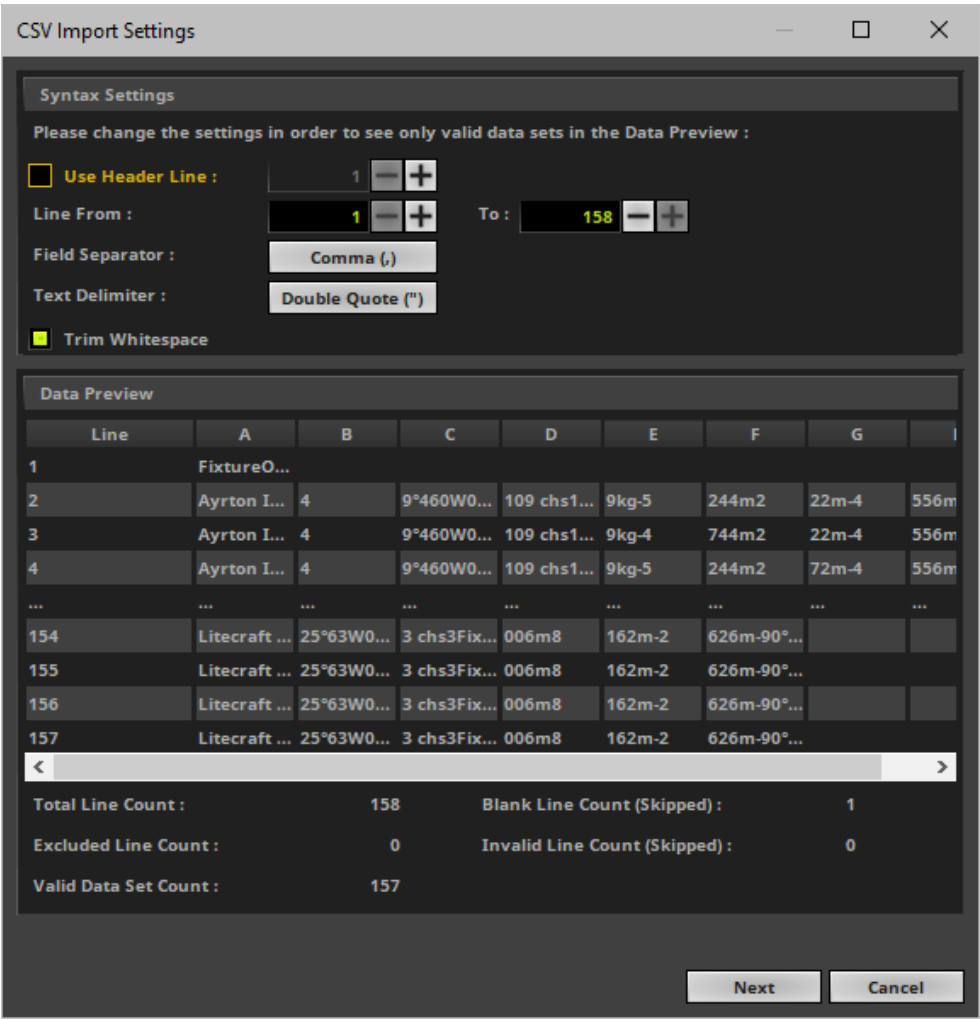 CSV Import Settings
Syntax Settings
Please change the settings in order to see only valid data sets in the Data Preview :
Use Header Line : 1
Line From : 1 To : 158
Field Separator : Comma (,)
Text Delimiter : Double Quote (")
Trim Whitespace
Data Preview
Line A B C D E F G
1 FixtureO...
2 Ayrton I... 4 9°460W0... 109 chs1... 9kg-5 244m2 22m-4 556m
3 Ayrton I... 4 9°460W0... 109 chs1... 9kg-4 744m2 22m-4 556m
4 Ayrton I... 4 9°460W0... 109 chs1... 9kg-5 244m2 72m-4 556m
... ... ... ... ... ... ... ... ...
154 Litecraft ... 25°63W0... 3 chs3Fix... 006m8 162m-2 626m-90°...
155 Litecraft ... 25°63W0... 3 chs3Fix... 006m8 162m-2 626m-90°...
156 Litecraft ... 25°63W0... 3 chs3Fix... 006m8 162m-2 626m-90°...
157 Litecraft ... 25°63W0... 3 chs3Fix... 006m8 162m-2 626m-90°...
Total Line Count : 158 Blank Line Count (Skipped) : 1
Excluded Line Count : 0 Invalid Line Count (Skipped) : 0
Valid Data Set Count : 157
Next Cancel